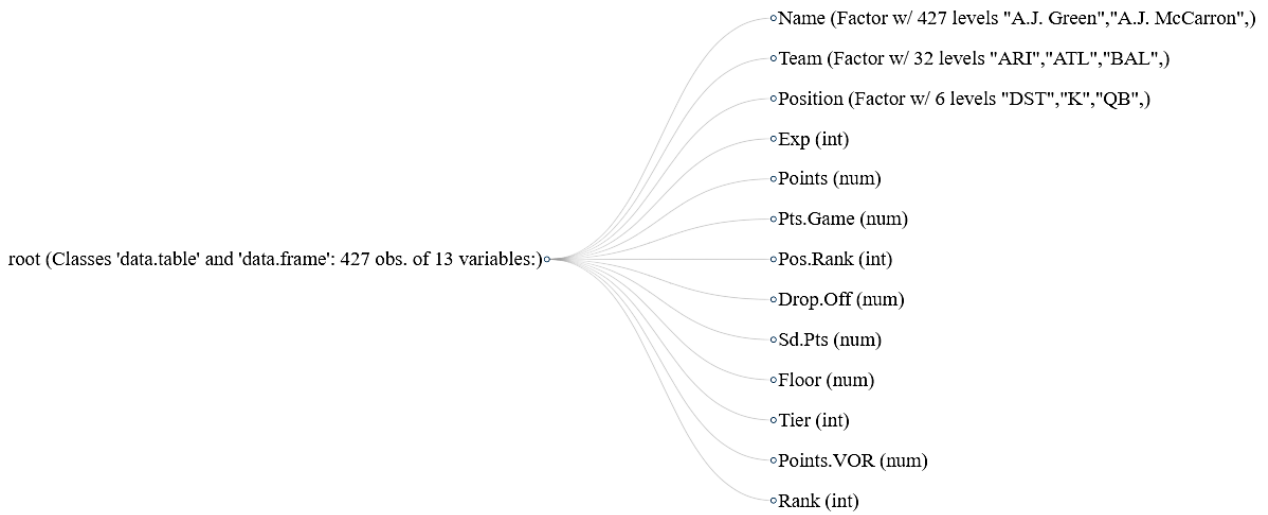 Name (Factor w/ 427 levels "A.J. Green","A.J. McCarron",)
Team (Factor w/ 32 levels "ARI","ATL","BAL",)
Position (Factor w/ 6 levels "DST","K","QB",)
Exp (int)
Points (num)
Pts.Game (num)
root (Classes 'data.table' and 'data.frame': 427 obs. of 13 variables:)
Pos.Rank (int)
Drop.Off (num)
Sd.Pts (num)
Floor (num)
Tier (int)
Points.VOR (num)
Rank (int)